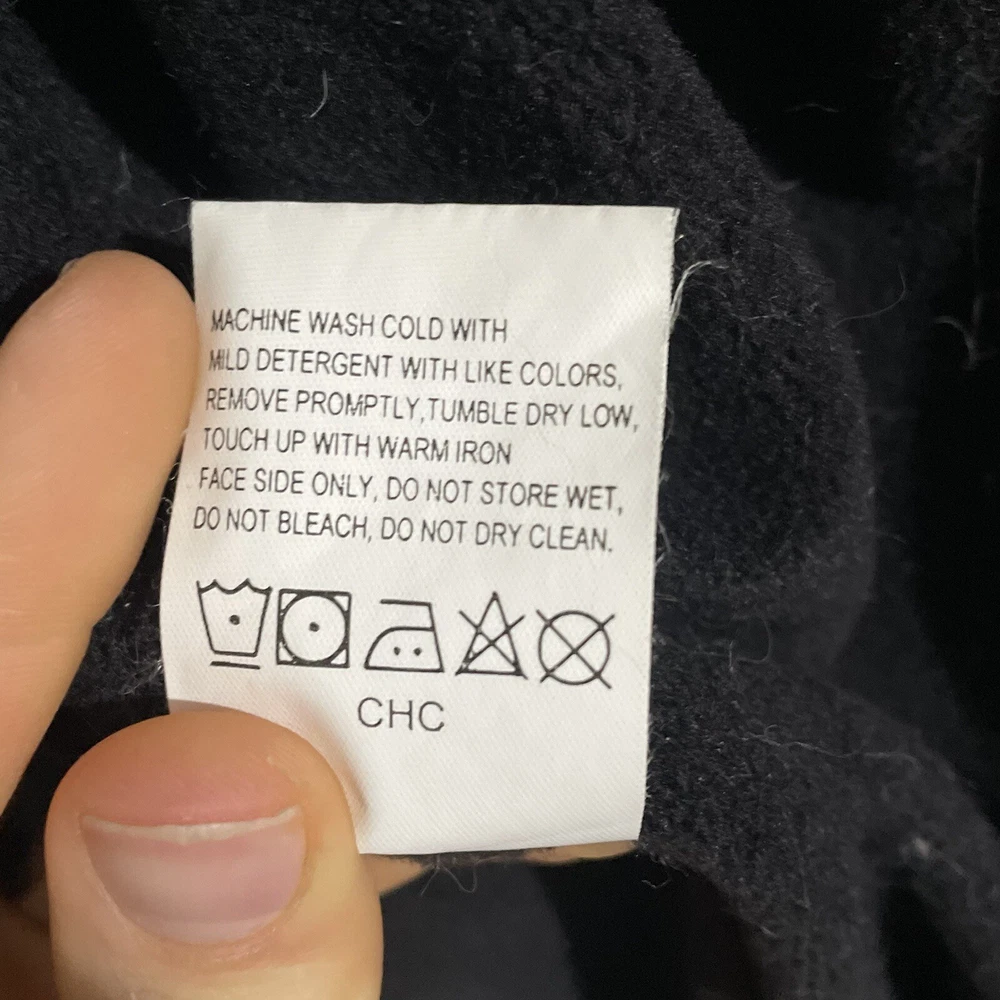 MACHINE WASH COLD WITH
MILD DETERGENT WITH LIKE COLORS,
REMOVE PROMPTLY,TUMBLE DRY LOW,
TOUCH UP WITH WARM IRON
FACE SIDE ONLY, DO NOT STORE WET,
DO NOT BLEACH, DO NOT DRY CLEAN.
CHC